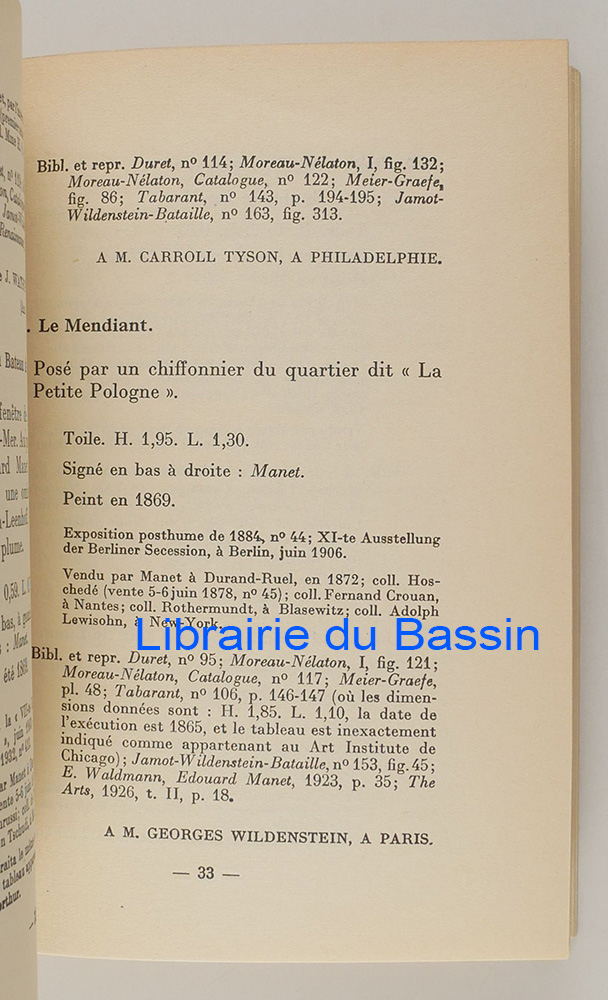 Bibl. et repr. Duret, nº 114; Moreau-Nélaton, I, fig. 132;
Moreau-Nélaton, Catalogue, nº 122; Meier-Graefe,
fig. 86; Tabarant, nº 143, p. 194-195; Jamot-
Wildenstein-Bataille, nº 163, fig. 313.
A M. CARROLL TYSON, A PHILADELPHIE.
. Le Mendiant.
Posé par un chiffonnier du quartier dit « La
Petite Pologne ».
Toile. H. 1,95. L. 1,30.
Signé en bas à droite : Manet.
Peint en 1869.
Exposition posthume de 1884, nº 44; XI-te Ausstellung
der Berliner Secession, à Berlin, juin 1906.
Vendu par Manet à Durand-Ruel, en 1872; coll. Hos-
chedé (vente 5-6 juin 1878, nº 45); coll. Fernand Crouan,
à Nantes; coll. Rothermundt, à Blasewitz; coll. Adolph
Lewisohn, à New-York.
Librairie du Bassin
Bibl. et repr. Duret, nº 95; Moreau-Nélaton, I, fig. 121;
Moreau-Nélaton, Catalogue, nº 117; Meier-Graefe,
pl. 48; Tabarant, nº 106, p. 146-147 (où les dimen-
sions données sont : H. 1,85. L. 1,10, la date de
l'exécution est 1865, et le tableau est inexactement
indiqué comme appartenant au Art Institute de
Chicago); Jamot-Wildenstein-Bataille, nº 153, fig. 45;
E. Waldmann, Edouard Manet, 1923, p. 35; The
Arts, 1926, t. II, p. 18.
A M. GEORGES WILDENSTEIN, A PARIS.
— 33 —